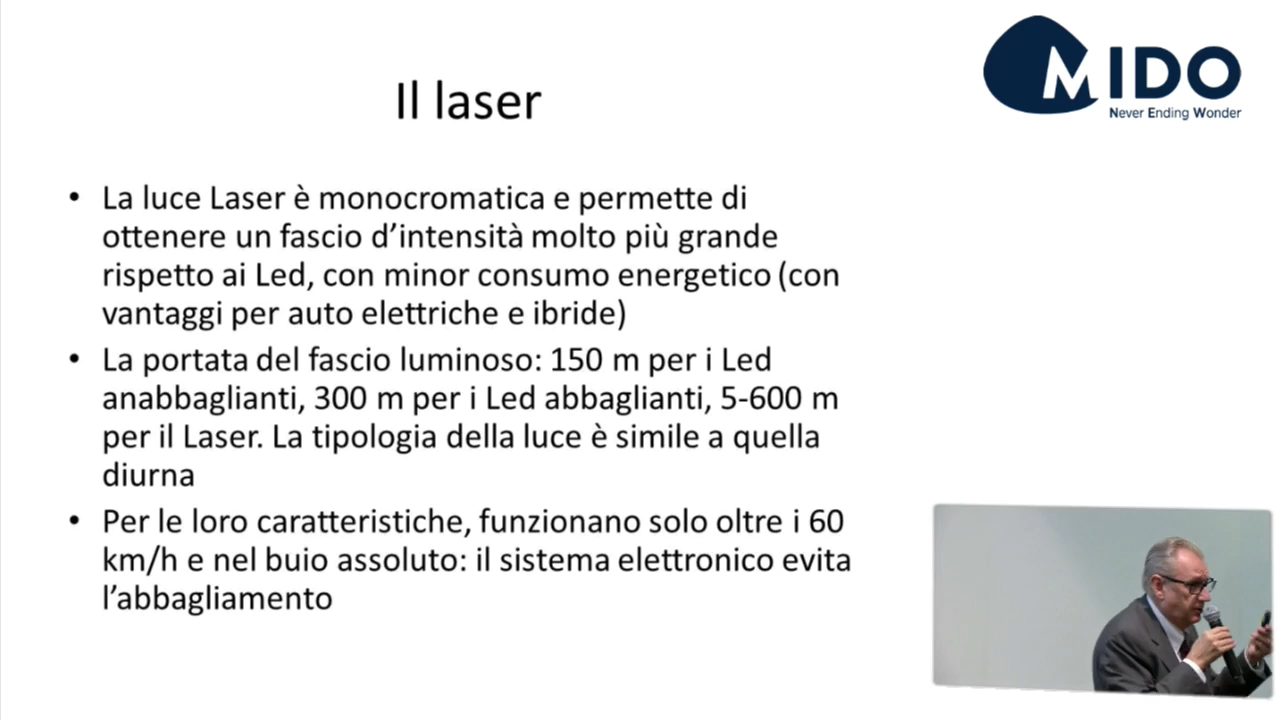 MIDO
Never Ending Wonder
Il laser
• La luce Laser è monocromatica e permette di
ottenere un fascio d’intensità molto più grande
rispetto ai Led, con minor consumo energetico (con
vantaggi per auto elettriche e ibride)
• La portata del fascio luminoso: 150 m per i Led
anabbaglianti, 300 m per i Led abbaglianti, 5-600 m
per il Laser. La tipologia della luce è simile a quella
diurna
• Per le loro caratteristiche, funzionano solo oltre i 60
km/h e nel buio assoluto: il sistema elettronico evita
l’abbagliamento